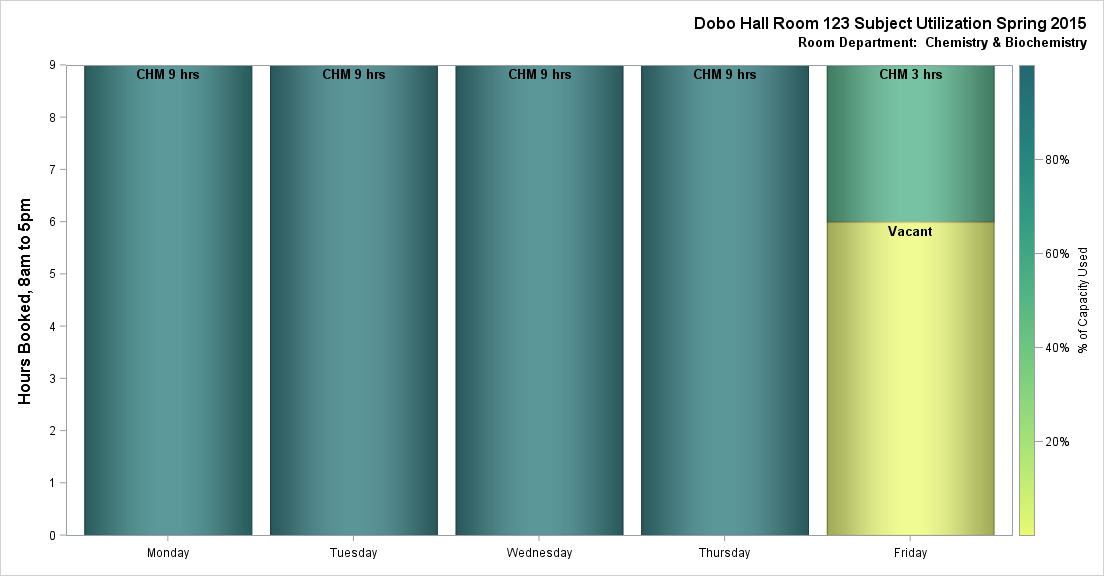 Dobo Hall Room 123 Subject Utilization Spring 2015
Room Department:  Chemistry & Biochemistry
Hours Booked, 8am to 5pm
9
8
7
6
5
4
3
2
1
0
CHM 9 hrs
CHM 9 hrs
CHM 9 hrs
CHM 9 hrs
CHM 3 hrs
Vacant
Monday
Tuesday
Wednesday
Thursday
Friday
80%
60%
40%
20%
% of Capacity Used